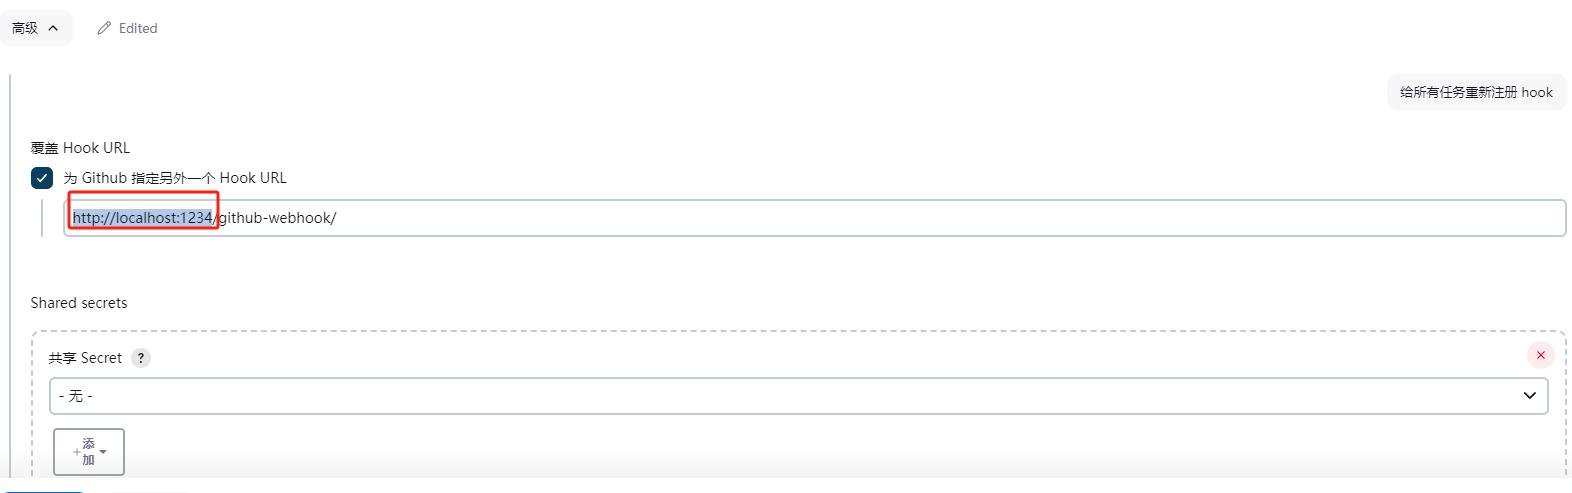 高级 Edited
给所有任务重新注册 hook
覆盖 Hook URL
为 Github 指定另外一个 Hook URL
http://localhost:1234/github-webhook/
Shared secrets
共享 Secret ?
- 无 -
+添加